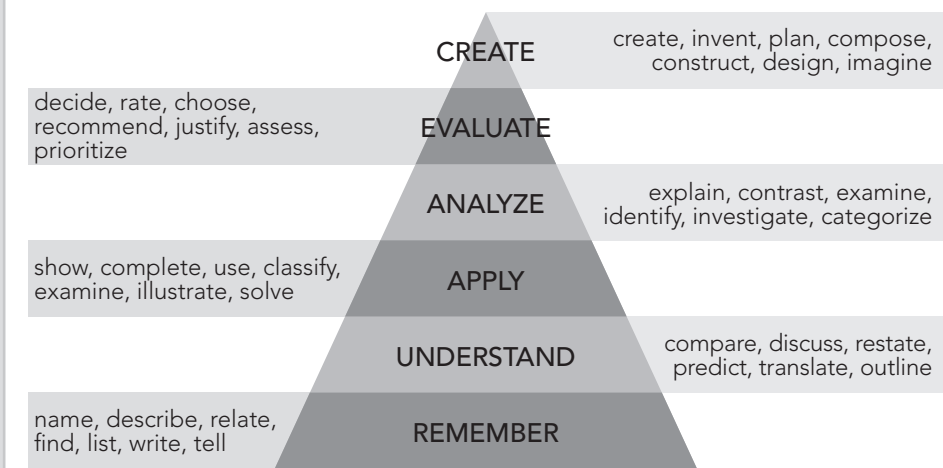 CREATE
create, invent, plan, compose,
construct, design, imagine
decide, rate, choose,
recommend, justify, assess,
prioritize
EVALUATE
ANALYZE
explain, contrast, examine,
identify, investigate, categorize
show, complete, use, classify,
examine, illustrate, solve
APPLY
UNDERSTAND
compare, discuss, restate,
predict, translate, outline
name, describe, relate,
find, list, write, tell
REMEMBER